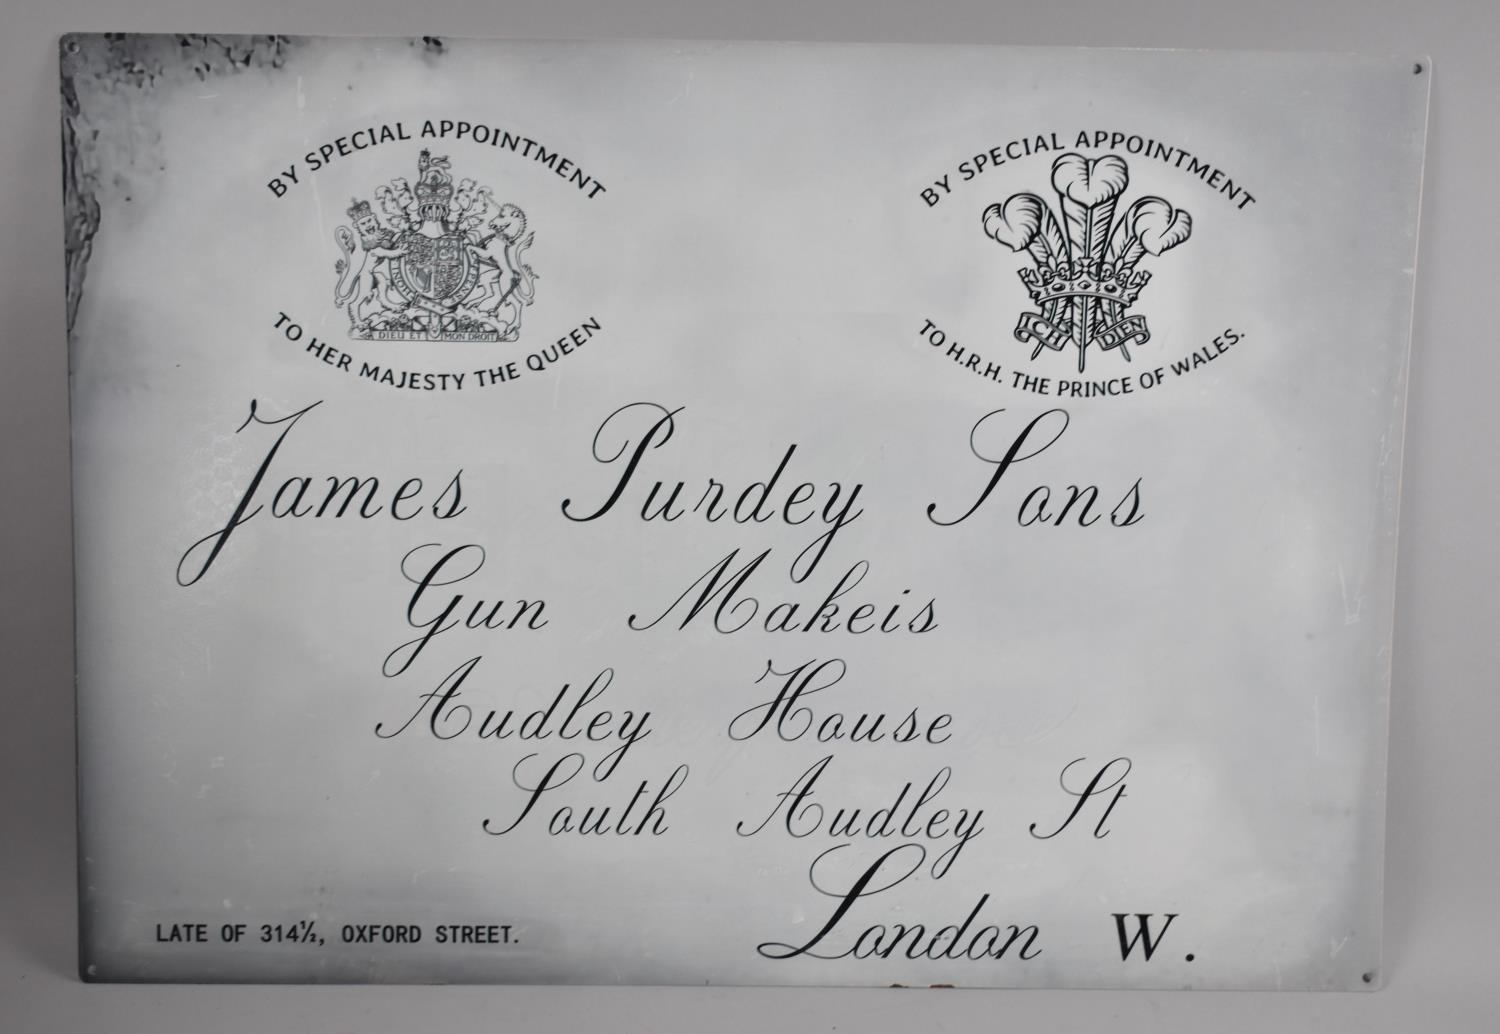 BY SPECIAL APPOINTMENT
DIEU ET MON DROIT
TO HER MAJESTY THE QUEEN
BY SPECIAL APPOINTMENT
ICH DIEN
TO H.R.H. THE PRINCE OF WALES.
James Purdey Sons
Gun Makeis
Audley House
South Audley St
London W.
LATE OF 314½, OXFORD STREET.